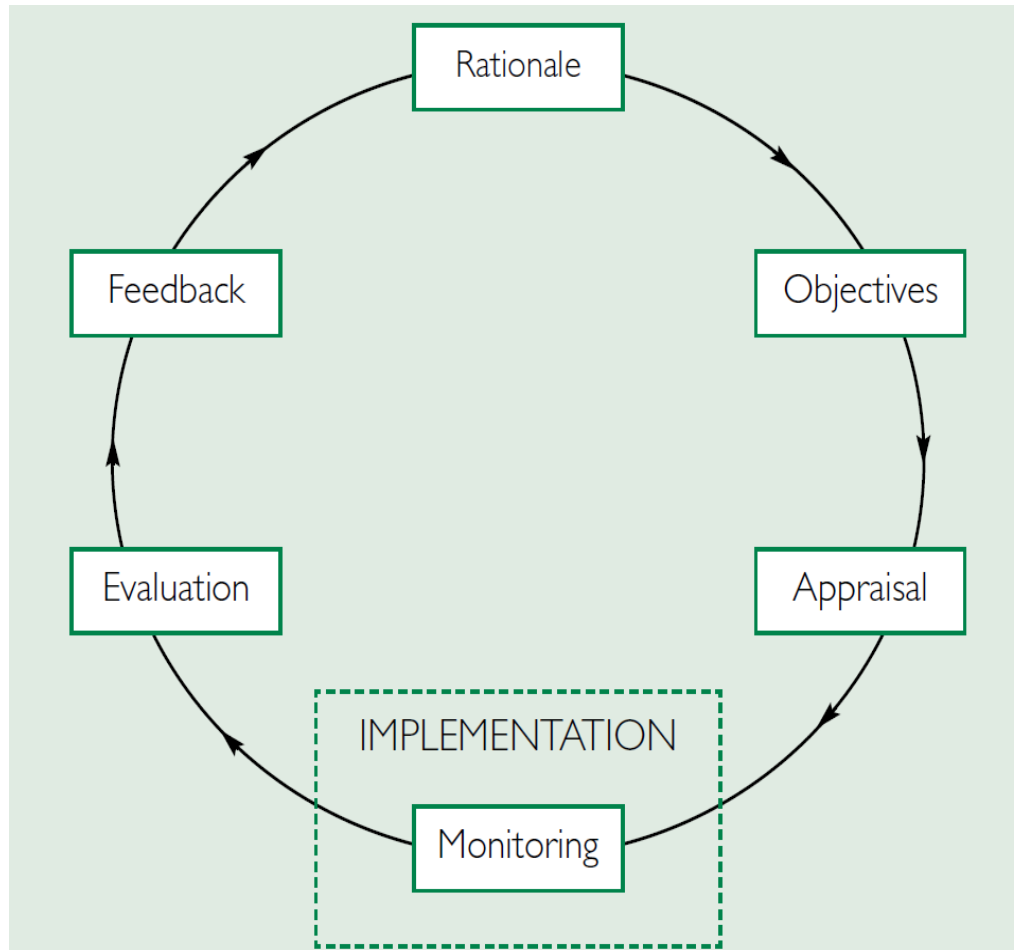 Rationale
Feedback
Objectives
Evaluation
Appraisal
IMPLEMENTATION
Monitoring